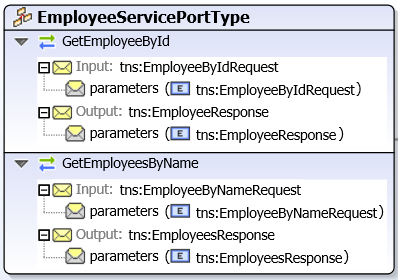 EmployeeServicePortType
GetEmployeeById
Input: tns:EmployeeByIdRequest
parameters (E tns:EmployeeByIdRequest)
Output: tns:EmployeeResponse
parameters (E tns:EmployeeResponse)
GetEmployeesByName
Input: tns:EmployeeByNameRequest
parameters (E tns:EmployeeByNameRequest)
Output: tns:EmployeesResponse
parameters (E tns:EmployeesResponse)